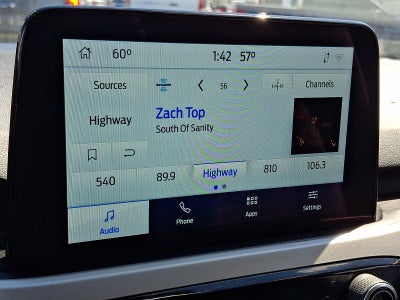 60° 1:42 57°
Sources 56 Channels
Zach Top
Highway South Of Sanity
540 89.9 Highway 810 106.3
Audio Phone Apps Settings